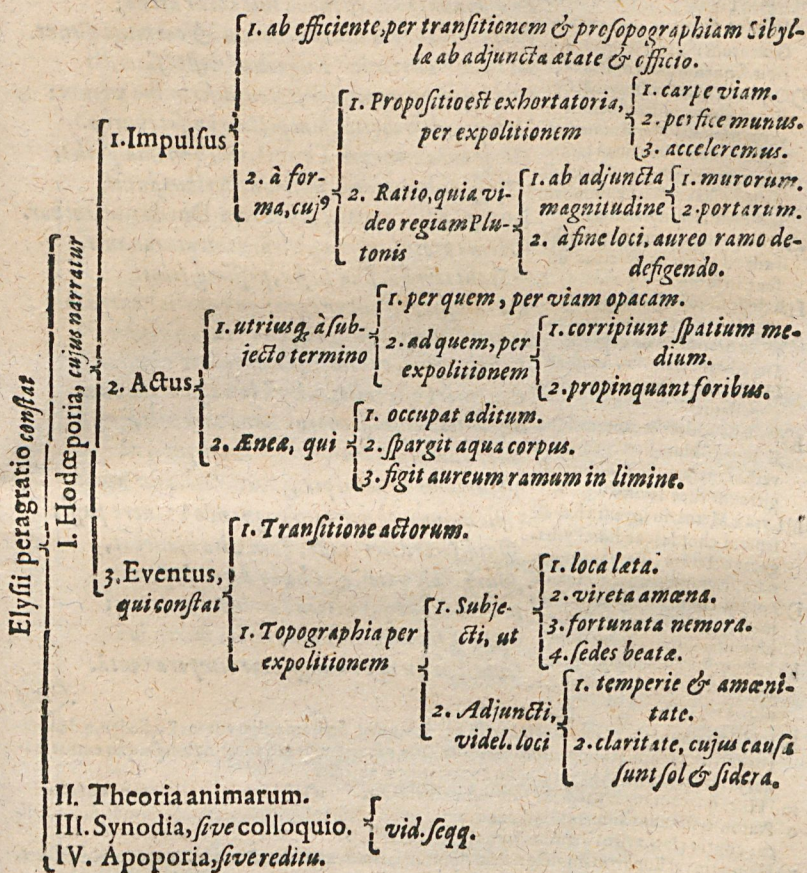 Elysii peragratio constat
I. Hodœporia, cujus narratur
1. Impulsus
1. ab efficiente, per transitionem & prosopographiam Sibyl-
læ ab adjuncta ætate & officio.
2. à for-
ma, cuj⁹
1. Propositio est exhortatoria,
per expolitionem
1. carpe viam.
2. perfice munus.
3. acceleremus.
2. Ratio, quia vi-
deo regiam Plu-
tonis
1. ab adjuncta
magnitudine
1. murorum.
2. portarum.
2. à fine loci, aureo ramo de-
defigendo.
2. Actus
1. utriusq; à sub-
jecto termino
1. per quem, per viam opacam.
2. ad quem, per
expolitionem
1. corripiunt spatium me-
dium.
2. propinquant foribus.
2. Æneæ, qui
1. occupat aditum.
2. spargit aqua corpus.
3. figit aureum ramum in limine.
3. Eventus,
qui constat
1. Transitione actorum.
1. Topographia per
expolitionem
1. Subje-
cti, ut
1. loca læta.
2. vireta amœna.
3. fortunata nemora.
4. sedes beatæ.
2. Adjuncti,
videl. loci
1. temperie & amœni-
tate.
2. claritate, cujus causa
sunt sol & sidera.
II. Theoria animarum.
III. Synodia, sive colloquio.
vid. seqq.
IV. Apoporia, sive reditu.